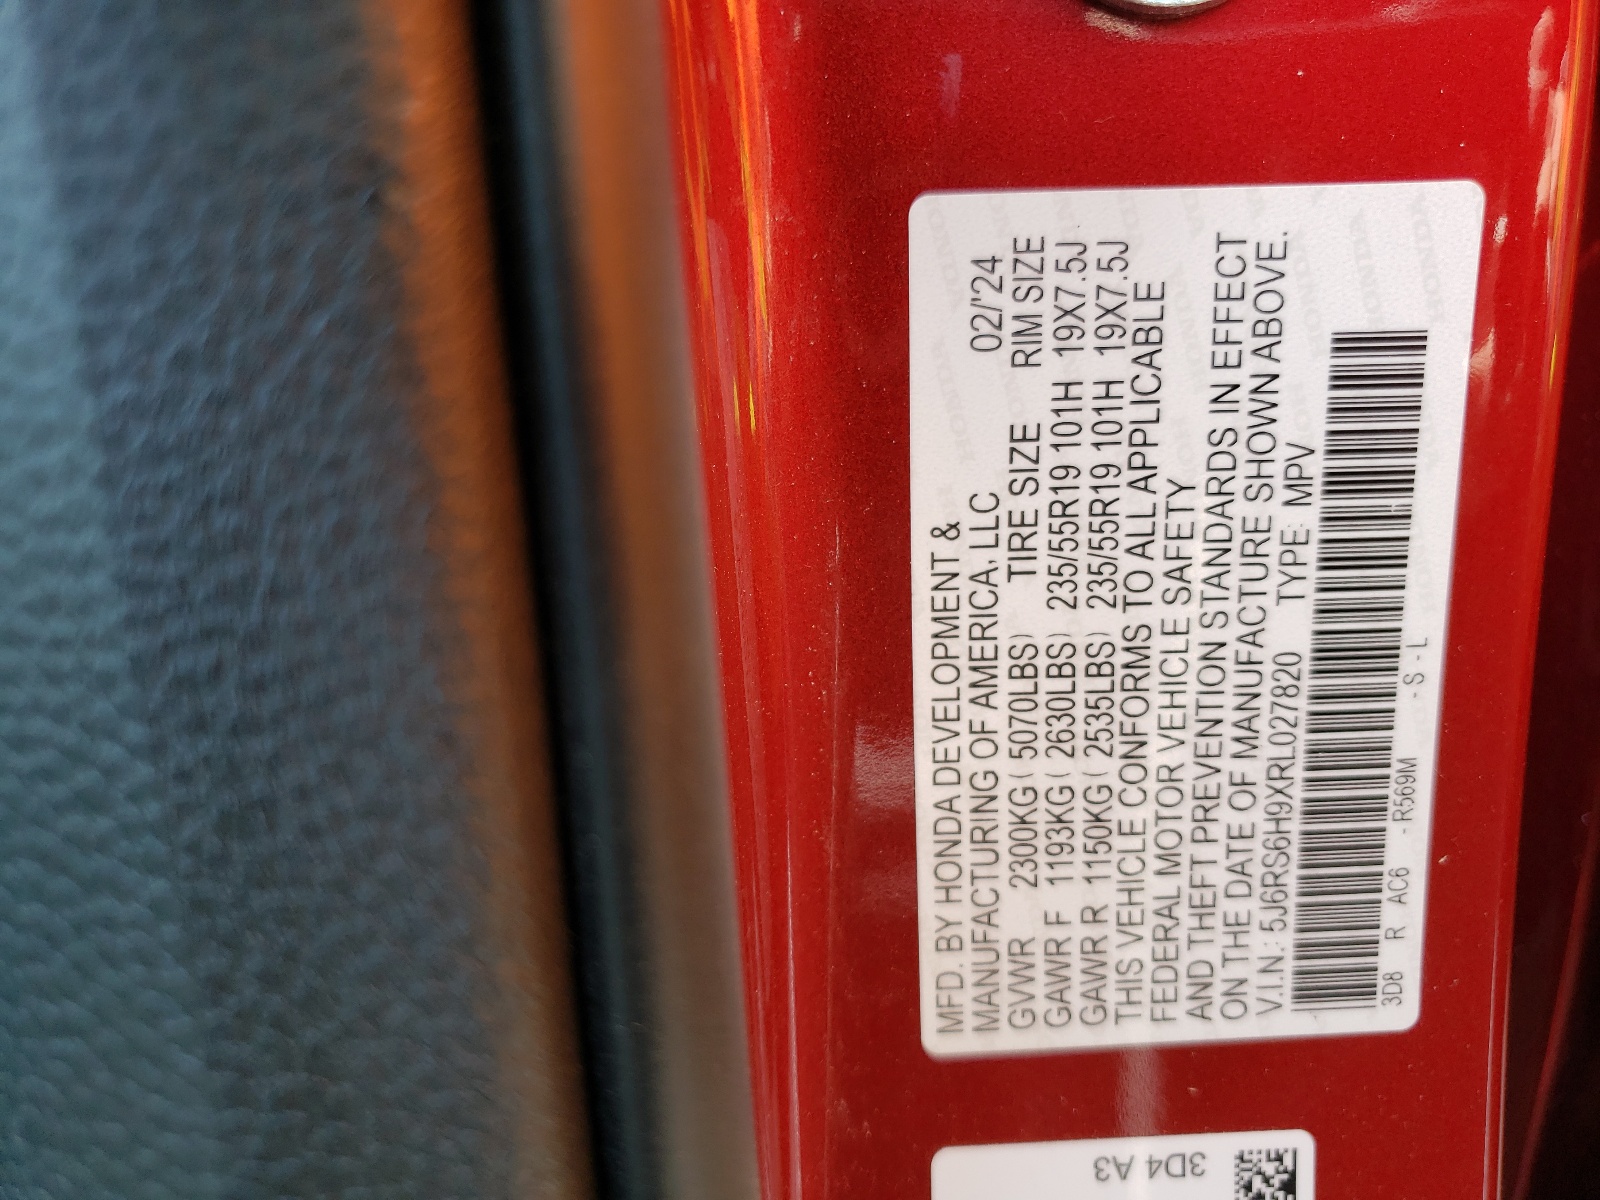 MFD. BY HONDA DEVELOPMENT &
MANUFACTURING OF AMERICA, LLC 02/'24
GVWR 2300KG ( 5070LBS) TIRE SIZE RIM SIZE
GAWR F 1193KG ( 2630LBS) 235/55R19 101H 19X7.5J
GAWR R 1150KG ( 2535LBS) 235/55R19 101H 19X7.5J
THIS VEHICLE CONFORMS TO ALL APPLICABLE
FEDERAL MOTOR VEHICLE SAFETY
AND THEFT PREVENTION STANDARDS IN EFFECT
ON THE DATE OF MANUFACTURE SHOWN ABOVE.
V.I.N.: 5J6RS6H9XRL027820 TYPE: MPV
3D8 R AC6 - R569M - S - L
3D4 A3